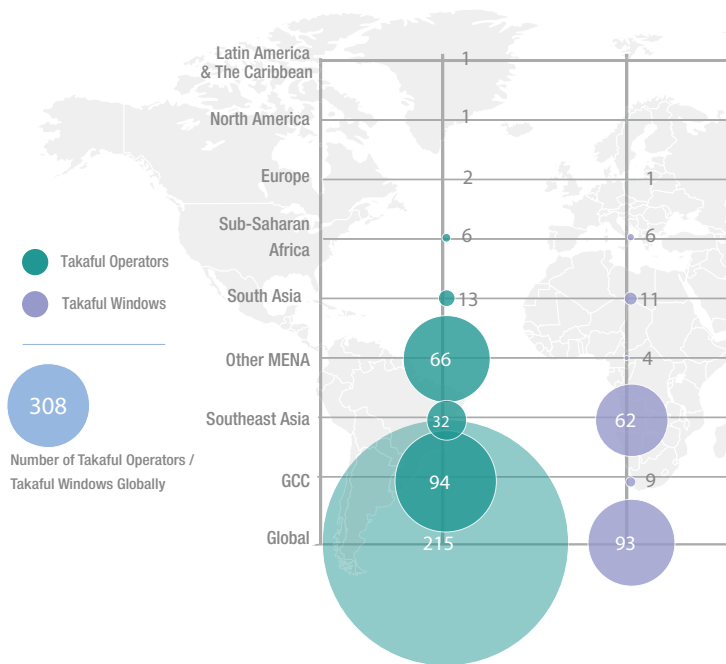 Latin America
& The Caribbean
1
North America
1
Europe
2
1
Sub-Saharan
Africa
6
6
Takaful Operators
Takaful Windows
South Asia
13
11
Other MENA
66
4
308
Number of Takaful Operators /
Takaful Windows Globally
Southeast Asia
32
62
GCC
94
9
Global
215
93